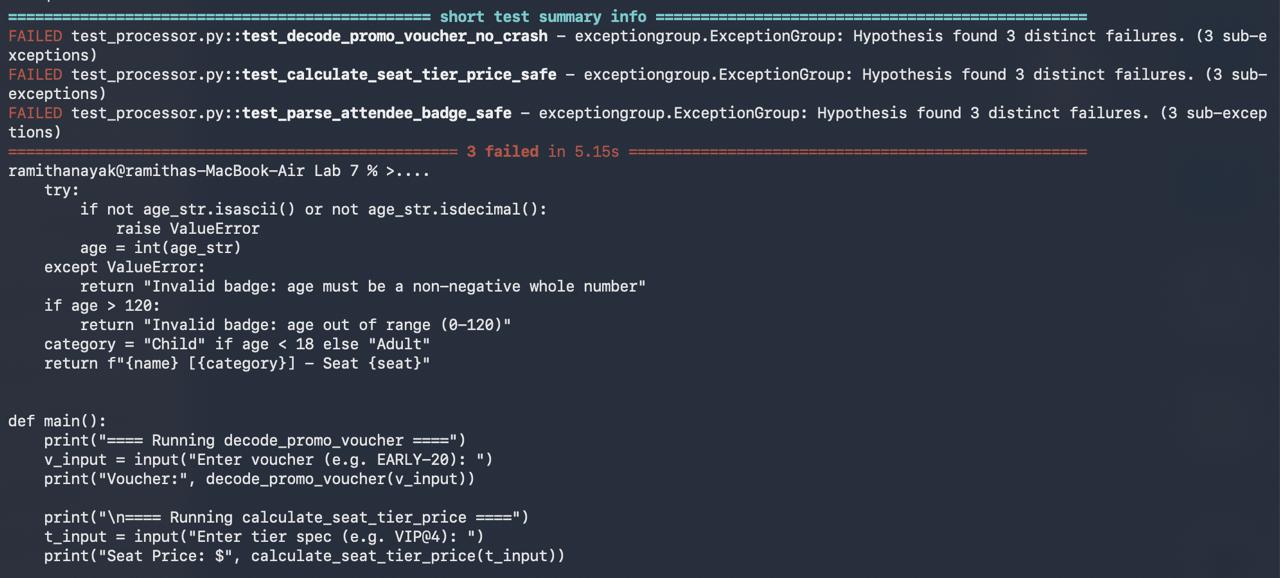 ============================================ short test summary info =============================================
FAILED test_processor.py::test_decode_promo_voucher_no_crash - exceptiongroup.ExceptionGroup: Hypothesis found 3 distinct failures. (3 sub-e
xceptions)
FAILED test_processor.py::test_calculate_seat_tier_price_safe - exceptiongroup.ExceptionGroup: Hypothesis found 3 distinct failures. (3 sub-
exceptions)
FAILED test_processor.py::test_parse_attendee_badge_safe - exceptiongroup.ExceptionGroup: Hypothesis found 3 distinct failures. (3 sub-excep
tions)
=============================================== 3 failed in 5.15s ================================================
ramithanayak@ramithas-MacBook-Air Lab 7 % >....
    try:
        if not age_str.isascii() or not age_str.isdecimal():
            raise ValueError
        age = int(age_str)
    except ValueError:
        return "Invalid badge: age must be a non-negative whole number"
    if age > 120:
        return "Invalid badge: age out of range (0-120)"
    category = "Child" if age < 18 else "Adult"
    return f"{name} [{category}] - Seat {seat}"
def main():
    print("==== Running decode_promo_voucher ====")
    v_input = input("Enter voucher (e.g. EARLY-20): ")
    print("Voucher:", decode_promo_voucher(v_input))
    print("\n==== Running calculate_seat_tier_price ====")
    t_input = input("Enter tier spec (e.g. VIP@4): ")
    print("Seat Price: $", calculate_seat_tier_price(t_input))